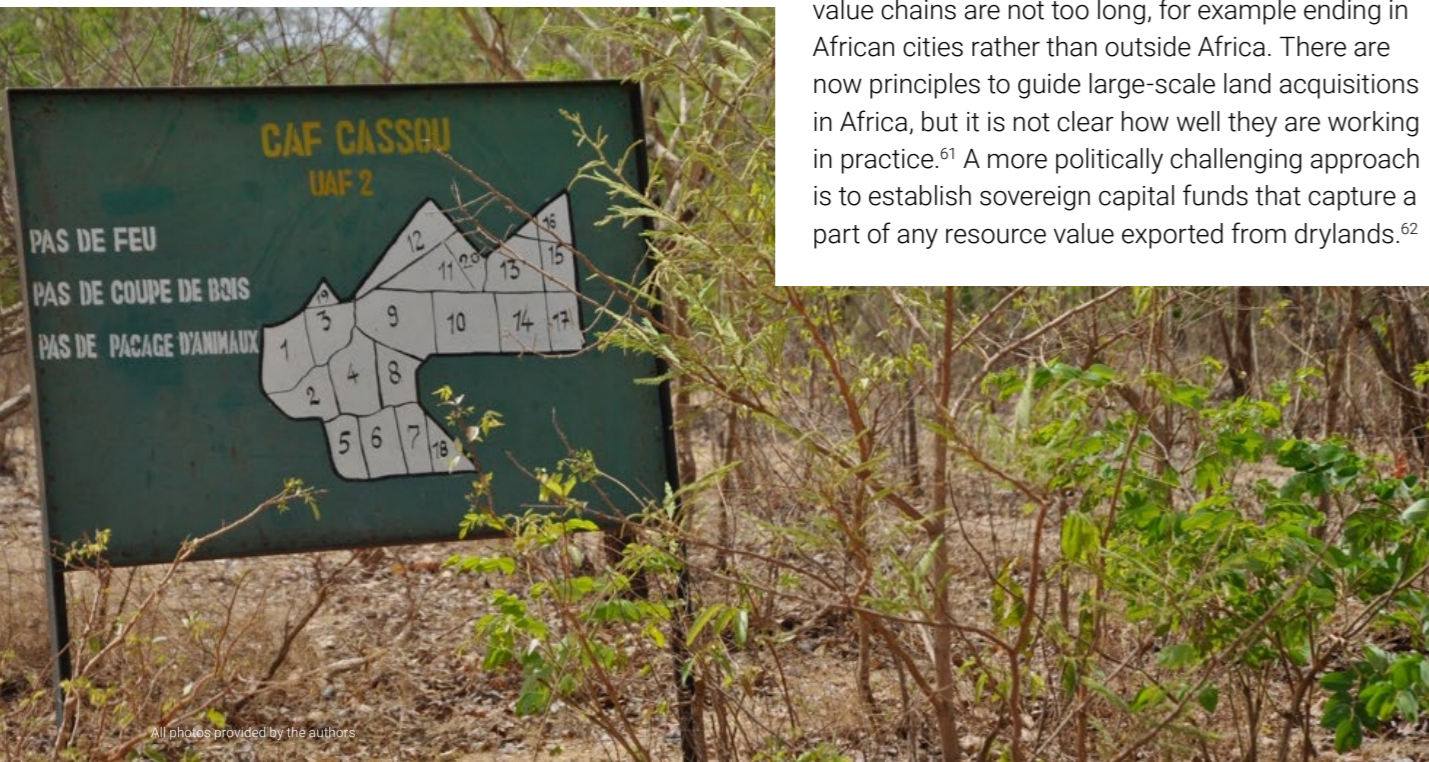 value chains are not too long, for example ending in
African cities rather than outside Africa. There are
now principles to guide large-scale land acquisitions
in Africa, but it is not clear how well they are working
in practice.61 A more politically challenging approach
is to establish sovereign capital funds that capture a
part of any resource value exported from drylands.62
CAF CASSOU
UAF 2
PAS DE FEU
PAS DE COUPE DE BOIS
PAS DE PACAGE D'ANIMAUX
12
16
11
20
13
15
19
3
9
10
14
17
1
4
8
2
5
6
7
18
All photos provided by the authors